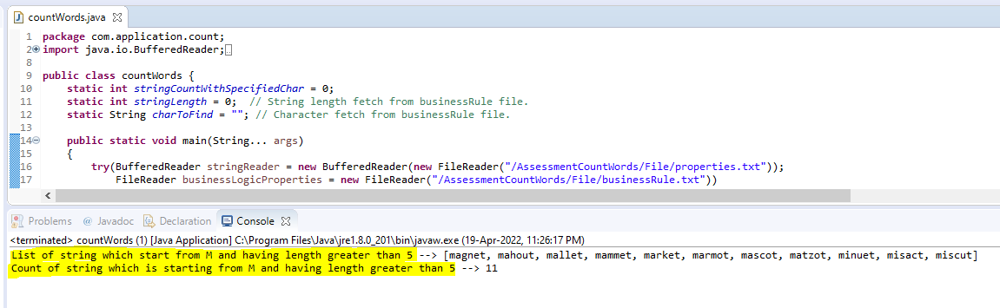 countWords.java
1 package com.application.count;
2 import java.io.BufferedReader;
8
9 public class countWords {
10 static int stringCountWithSpecifiedChar = 0;
11 static int stringLength = 0; // String length fetch from businessRule file.
12 static String charToFind = ""; // Character fetch from businessRule file.
13
14 public static void main(String... args)
15 {
16 try(BufferedReader stringReader = new BufferedReader(new FileReader("/AssessmentCountWords/File/properties.txt"));
17 FileReader businessLogicProperties = new FileReader("/AssessmentCountWords/File/businessRule.txt"))
Problems @ Javadoc Declaration Console
<terminated> countWords (1) [Java Application] C:\Program Files\Java\jre1.8.0_201\bin\javaw.exe (19-Apr-2022, 11:26:17 PM)
List of string which start from M and having length greater than 5 --> [magnet, mahout, mallet, mammet, market, marmot, mascot, matzot, minuet, misact, miscut]
Count of string which is starting from M and having length greater than 5 --> 11